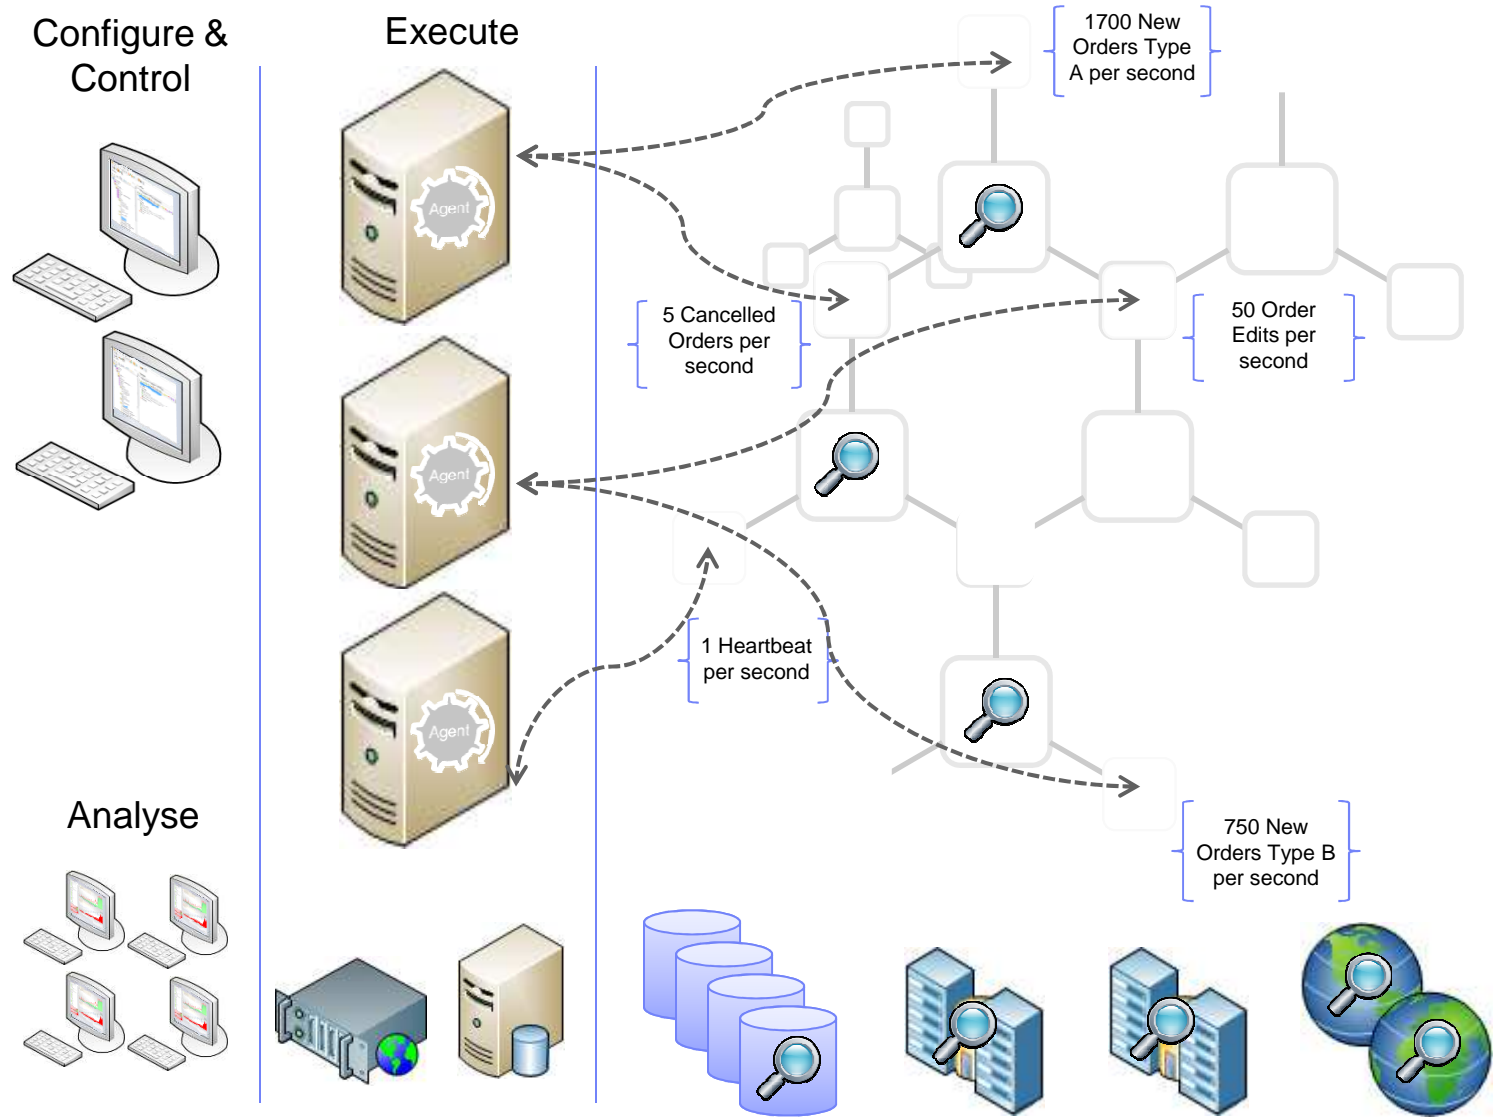 Configure &
Control
Execute
1700 New
Orders Type
A per second
Agent
5 Cancelled
Orders per
second
50 Order
Edits per
second
Agent
1 Heartbeat
per second
Agent
Analyse
750 New
Orders Type B
per second